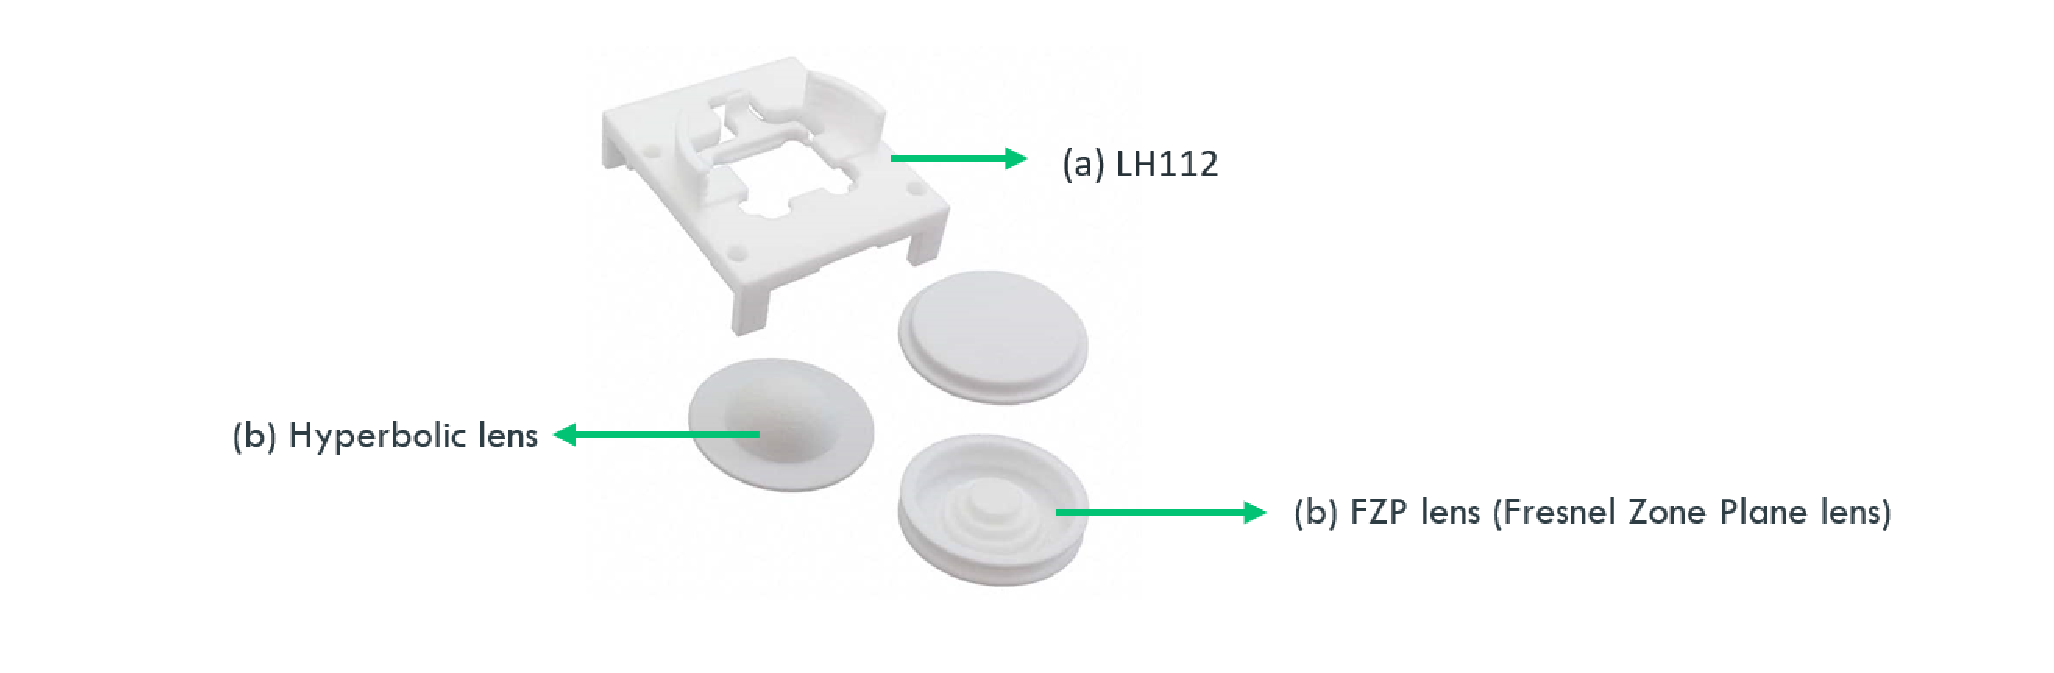 (a) LH112
(b) Hyperbolic lens
(b) FZP lens (Fresnel Zone Plane lens)